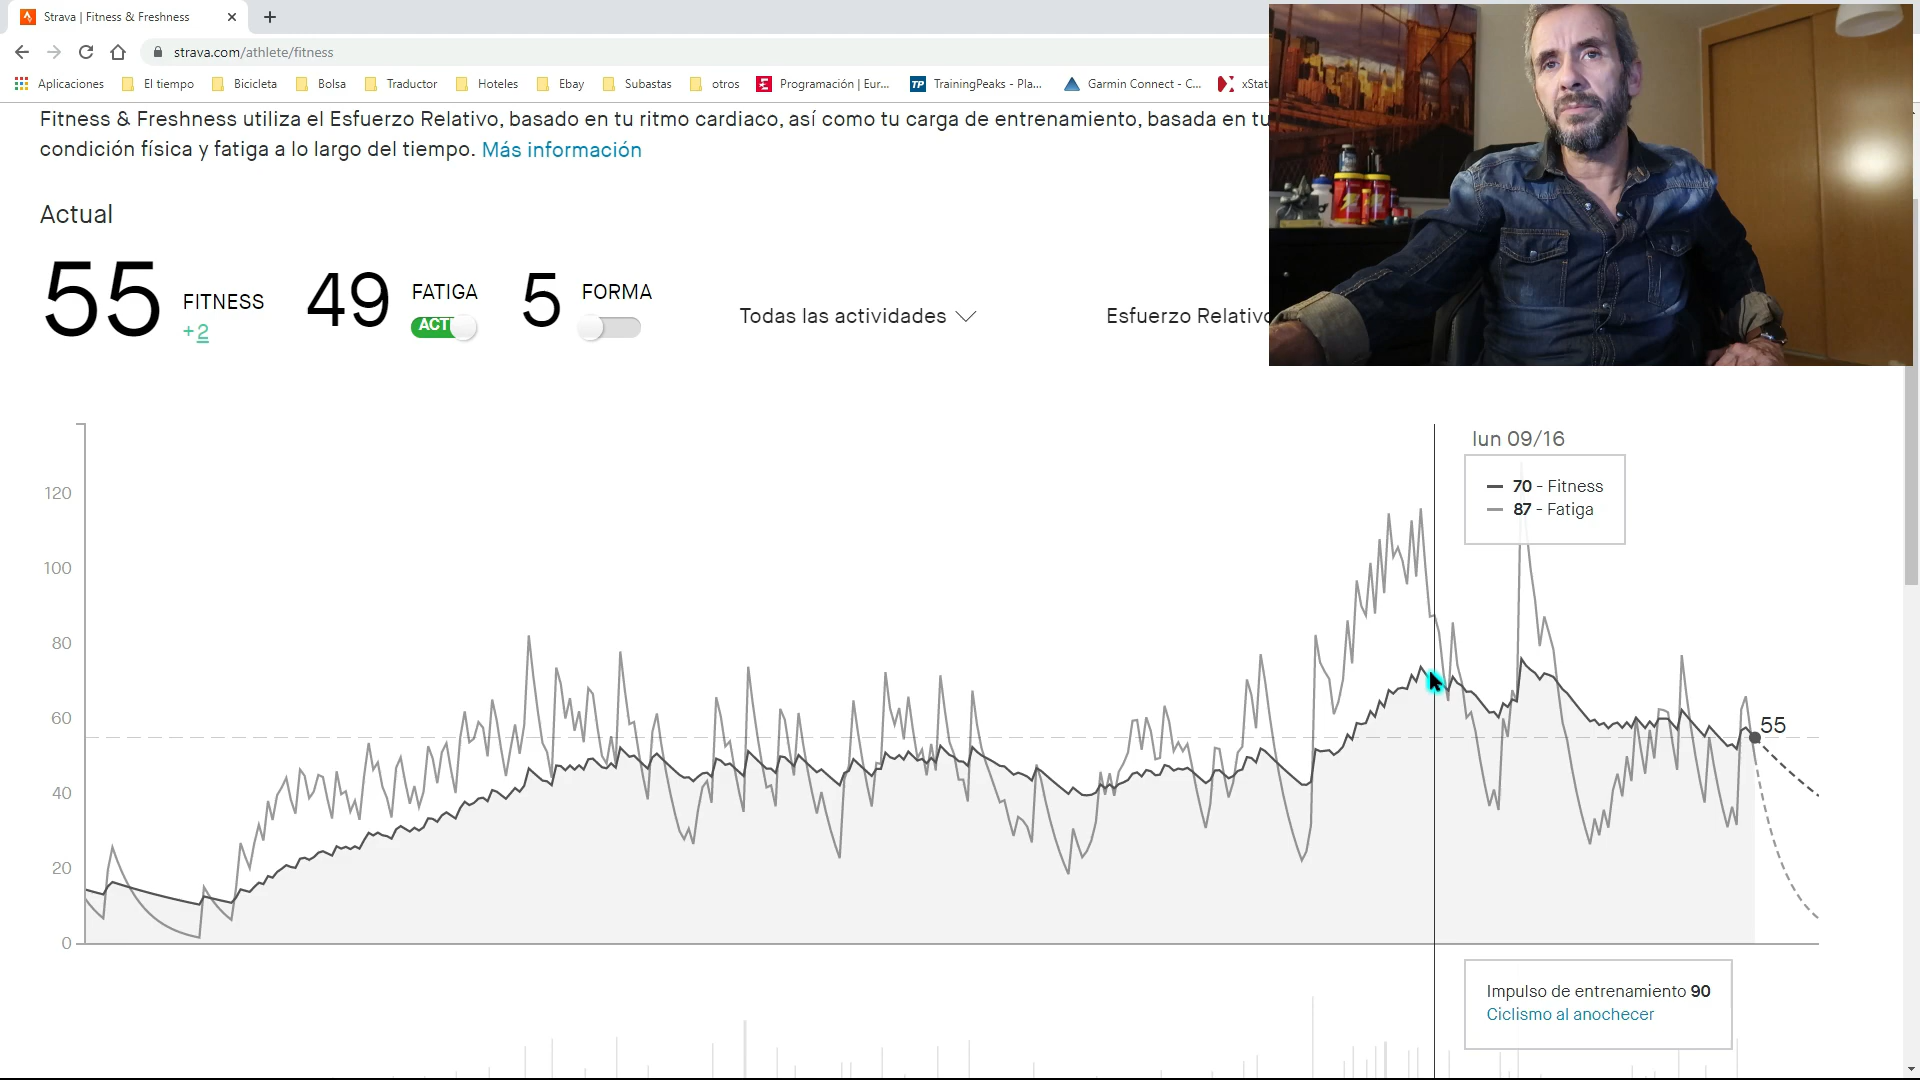 Strava | Fitness & Freshness
strava.com/athlete/fitness
Aplicaciones El tiempo Bicicleta Bolsa Traductor Hoteles Ebay Subastas otros Programación | Eur... TP TrainingPeaks - Pla... Garmin Connect - C... xStat
Fitness & Freshness utiliza el Esfuerzo Relativo, basado en tu ritmo cardiaco, así como tu carga de entrenamiento, basada en tu
condición física y fatiga a lo largo del tiempo. Más información
Actual
55 FITNESS +2 49 FATIGA ACT 5 FORMA
Todas las actividades Esfuerzo Relativo
lun 09/16
70 - Fitness
87 - Fatiga
120
100
80
60
55
40
20
0
Impulso de entrenamiento 90
Ciclismo al anochecer